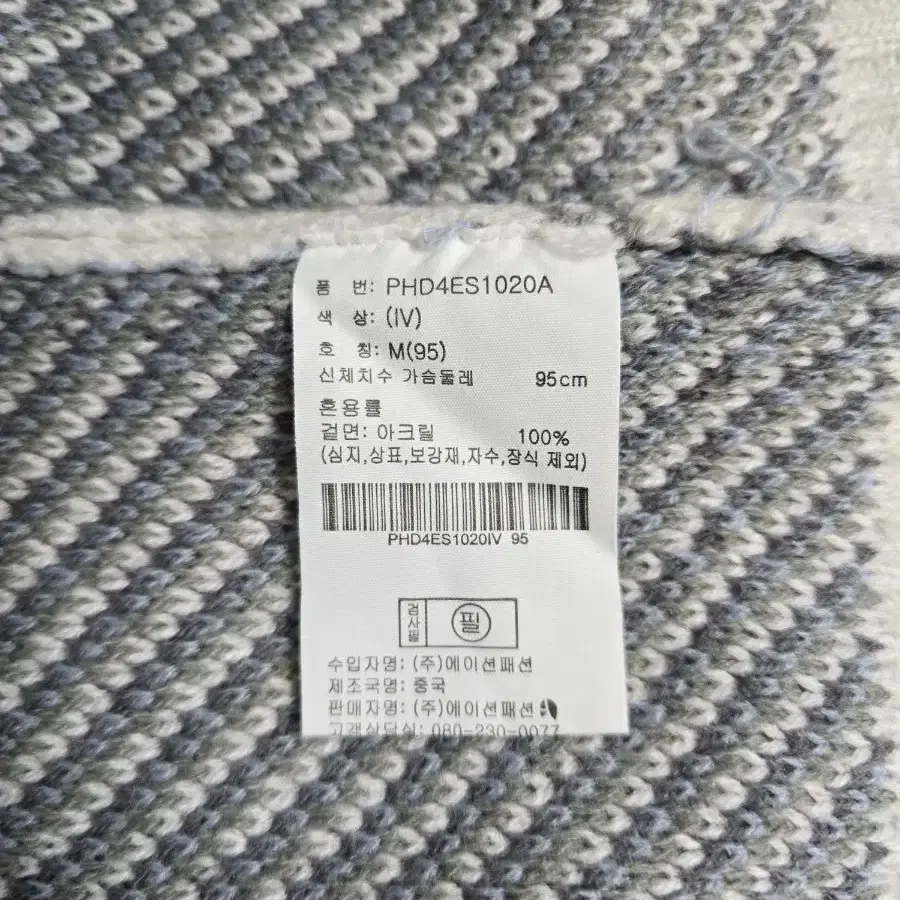 품 번: PHD4ES1020A
색 상: (IV)
호 칭: M(95)
신체치수 가슴둘레 95cm
혼용률
겉면: 아크릴 100%
(심지,상표,보강재,자수,장식 제외)
PHD4ES1020IV 95
검사필 필
수입자명: (주)에이션패션
제조국명: 중국
판매자명: (주)에이션패션
고객상담실: 080-230-0077